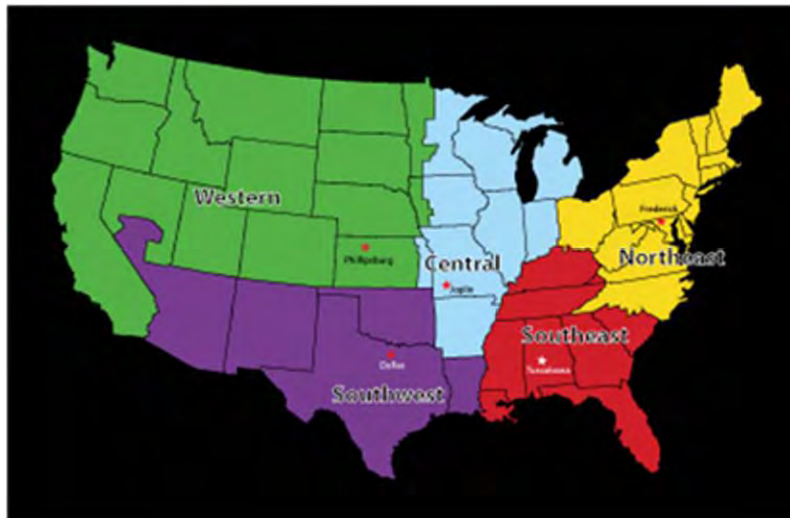 Western
Frederick
Northeast
Phillipsburg
Central
Joplin
Southeast
Dallas
Tuscaloosa
Southwest